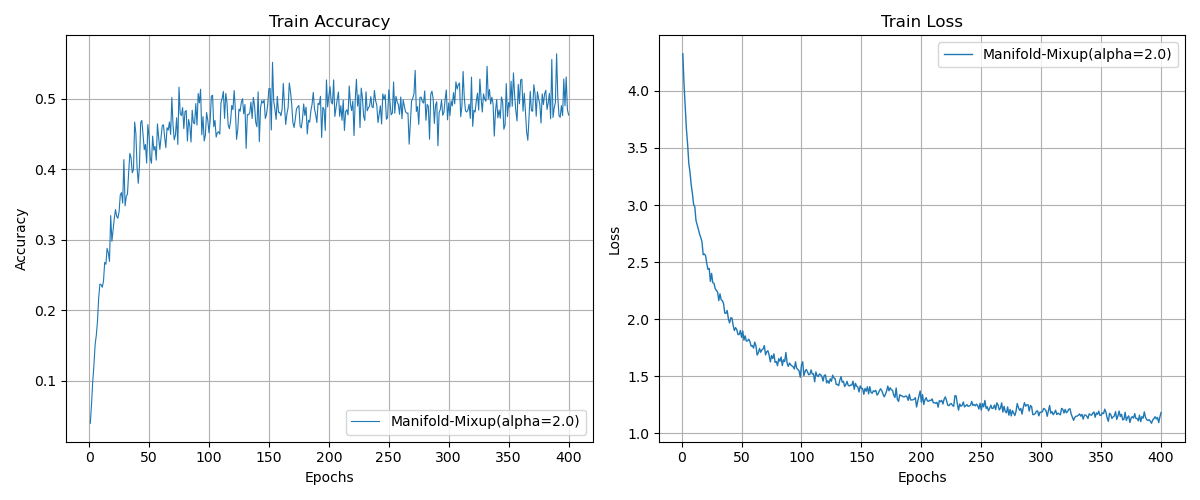 Train Accuracy
Accuracy
0.5
0.4
0.3
0.2
0.1
Manifold-Mixup(alpha=2.0)
0 50 100 150 200 250 300 350 400
Epochs
Train Loss
Loss
4.0
3.5
3.0
2.5
2.0
1.5
1.0
Manifold-Mixup(alpha=2.0)
0 50 100 150 200 250 300 350 400
Epochs